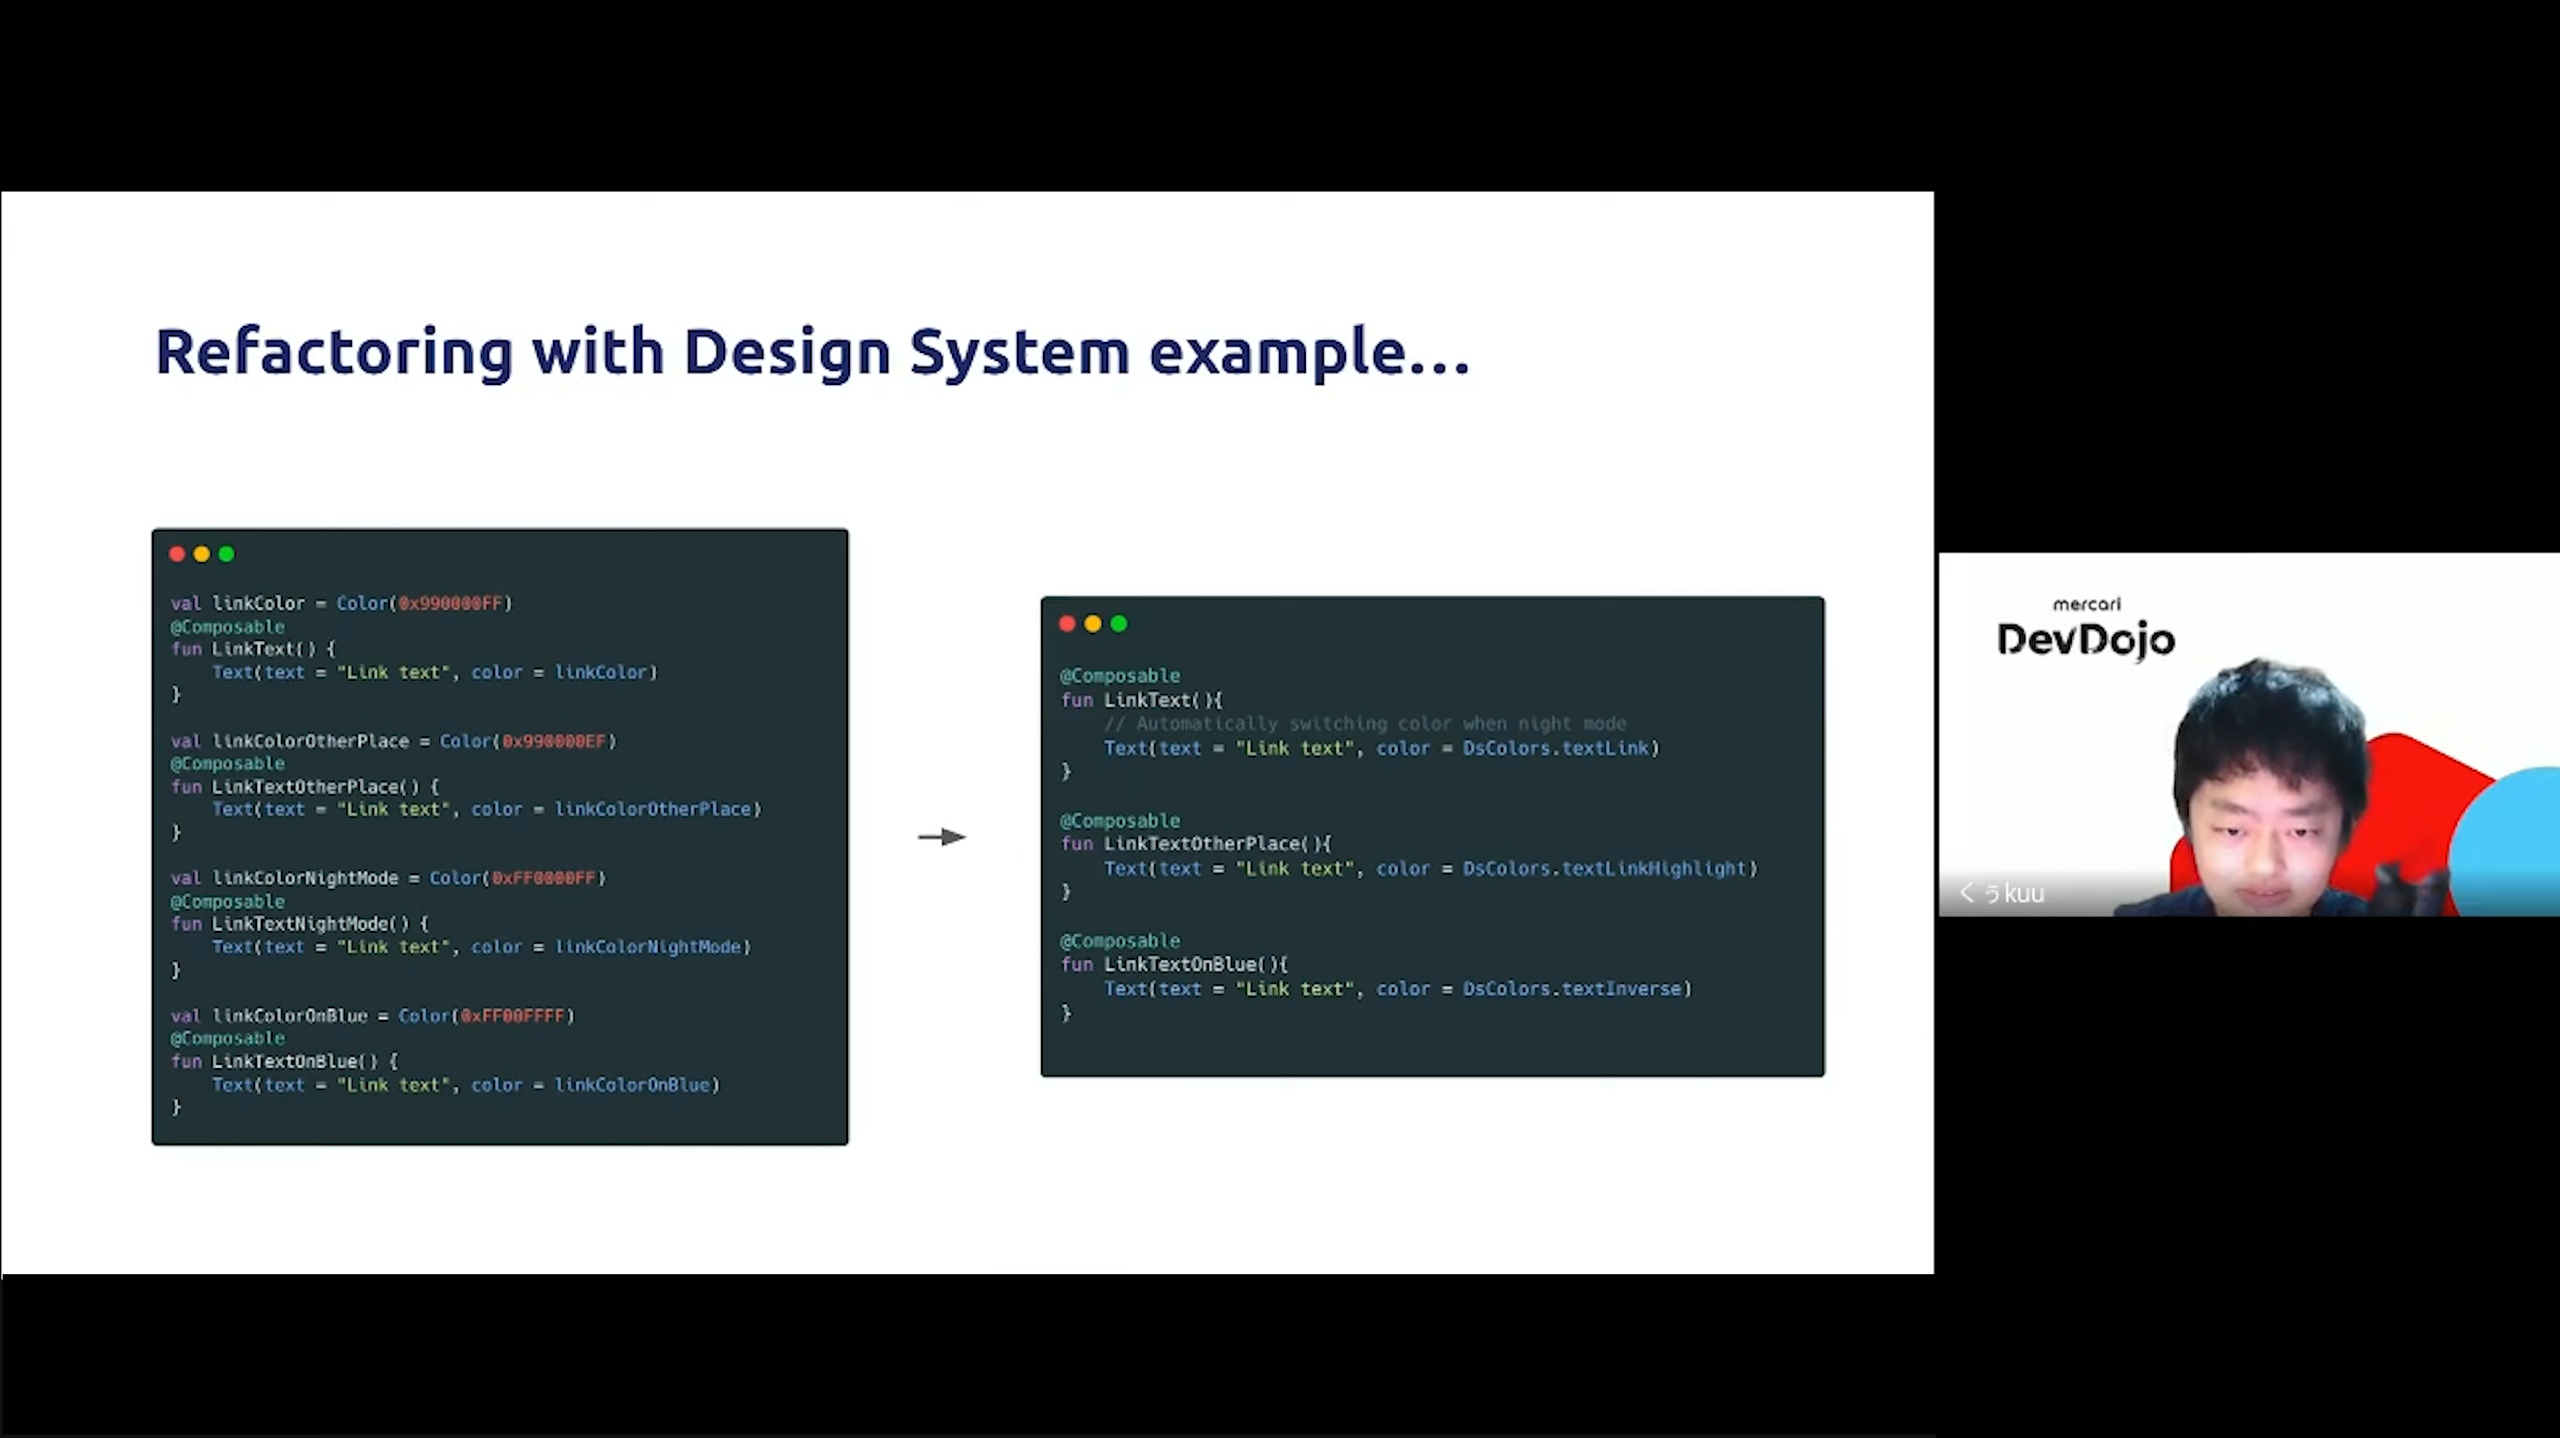 Refactoring with Design System example...
val linkColor = Color(0x990000FF)
@Composable
fun LinkText() {
    Text(text = "Link text", color = linkColor)
}
val linkColorOtherPlace = Color(0x990000EF)
@Composable
fun LinkTextOtherPlace() {
    Text(text = "Link text", color = linkColorOtherPlace)
}
val linkColorNightMode = Color(0xFF0000FF)
@Composable
fun LinkTextNightMode() {
    Text(text = "Link text", color = linkColorNightMode)
}
val linkColorOnBlue = Color(0xFF00FFFF)
@Composable
fun LinkTextOnBlue() {
    Text(text = "Link text", color = linkColorOnBlue)
}
@Composable
fun LinkText(){
    // Automatically switching color when night mode
    Text(text = "Link text", color = DsColors.textLink)
}
@Composable
fun LinkTextOtherPlace(){
    Text(text = "Link text", color = DsColors.textLinkHighlight)
}
@Composable
fun LinkTextOnBlue(){
    Text(text = "Link text", color = DsColors.textInverse)
}
mercari
DevDojo
くぅkuu